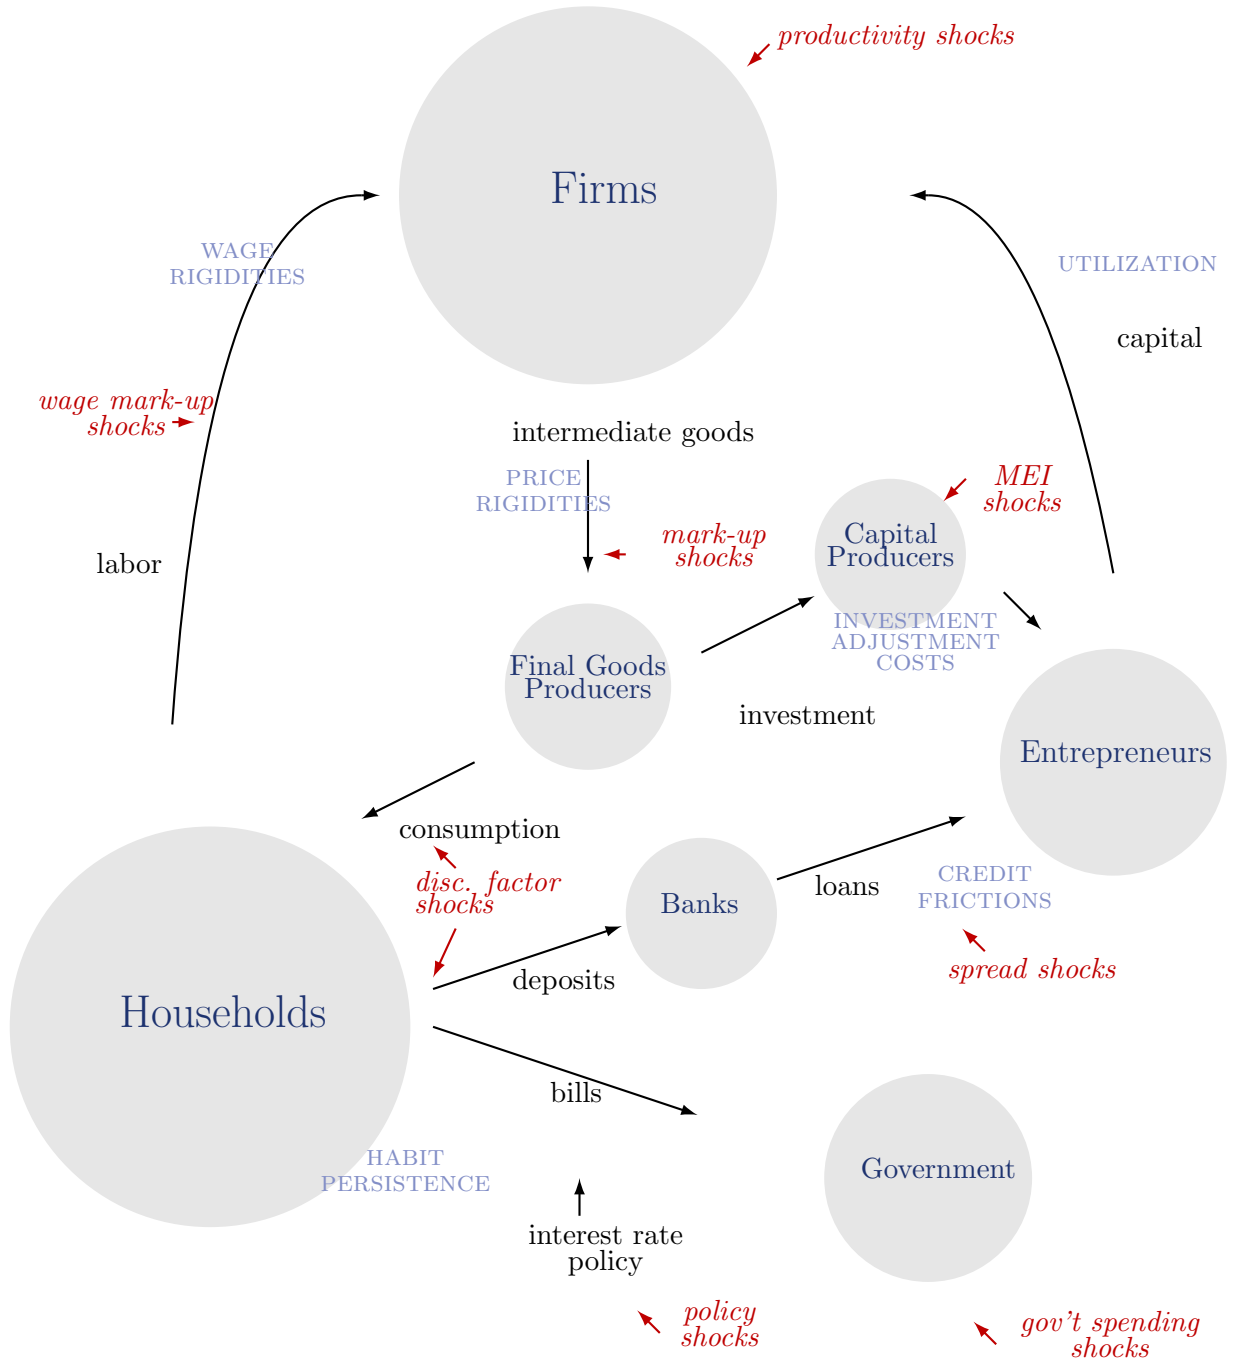 productivity shocks
Firms
WAGE
RIGIDITIES
UTILIZATION
capital
wage mark-up
shocks
intermediate goods
PRICE
RIGIDITIES
MEI
shocks
mark-up
shocks
Capital
Producers
labor
INVESTMENT
ADJUSTMENT
COSTS
Final Goods
Producers
investment
Entrepreneurs
consumption
disc. factor
shocks
Banks
loans
CREDIT
FRICTIONS
spread shocks
deposits
Households
bills
HABIT
PERSISTENCE
Government
interest rate
policy
policy
shocks
gov't spending
shocks